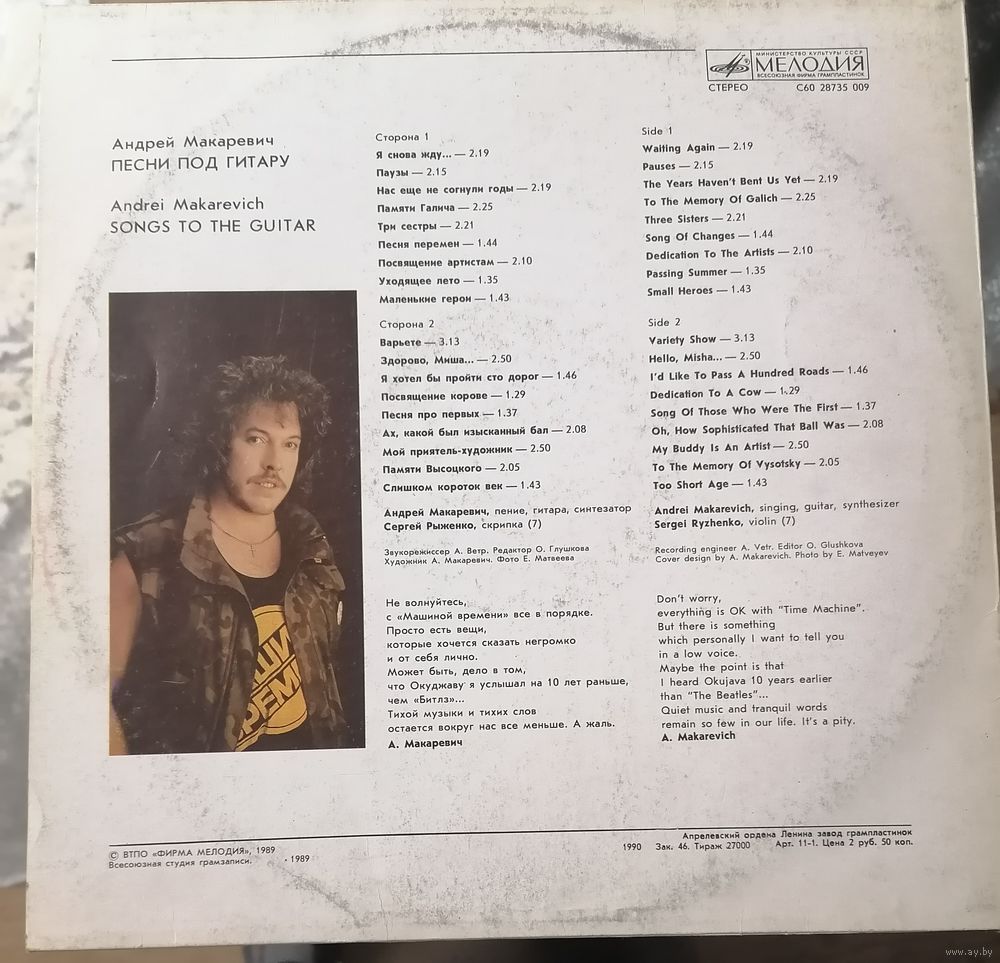 МИНИСТЕРСТВО КУЛЬТУРЫ СССР
МЕЛОДИЯ
ВСЕСОЮЗНАЯ ФИРМА ГРАМПЛАСТИНОК
СТЕРЕО С60 28735 009
Андрей Макаревич
ПЕСНИ ПОД ГИТАРУ
Andrei Makarevich
SONGS TO THE GUITAR
Сторона 1
Я снова жду... — 2.19
Паузы — 2.15
Нас еще не согнули годы — 2.19
Памяти Галича — 2.25
Три сестры — 2.21
Песня перемен — 1.44
Посвящение артистам — 2.10
Уходящее лето — 1.35
Маленькие герои — 1.43
Сторона 2
Варьете — 3.13
Здорово, Миша... — 2.50
Я хотел бы пройти сто дорог — 1.46
Посвящение корове — 1.29
Песня про первых — 1.37
Ах, какой был изысканный бал — 2.08
Мой приятель-художник — 2.50
Памяти Высоцкого — 2.05
Слишком короток век — 1.43
Андрей Макаревич, пение, гитара, синтезатор
Сергей Рыженко, скрипка (7)
Звукорежиссер А. Ветр. Редактор О. Глушкова
Художник А. Макаревич. Фото Е. Матвеева
Не волнуйтесь,
с «Машиной времени» все в порядке.
Просто есть вещи,
которые хочется сказать негромко
и от себя лично.
Может быть, дело в том,
что Окуджаву я услышал на 10 лет раньше,
чем «Битлз»...
Тихой музыки и тихих слов
остается вокруг нас все меньше. А жаль.
А. Макаревич
Side 1
Waiting Again — 2.19
Pauses — 2.15
The Years Haven't Bent Us Yet — 2.19
To The Memory Of Galich — 2.25
Three Sisters — 2.21
Song Of Changes — 1.44
Dedication To The Artists — 2.10
Passing Summer — 1.35
Small Heroes — 1.43
Side 2
Variety Show — 3.13
Hello, Misha... — 2.50
I'd Like To Pass A Hundred Roads — 1.46
Dedication To A Cow — 1.29
Song Of Those Who Were The First — 1.37
Oh, How Sophisticated That Ball Was — 2.08
My Buddy Is An Artist — 2.50
To The Memory Of Vysotsky — 2.05
Too Short Age — 1.43
Andrei Makarevich, singing, guitar, synthesizer
Sergei Ryzhenko, violin (7)
Recording engineer A. Vetr. Editor O. Glushkova
Cover design by A. Makarevich. Photo by E. Matveyev
Don't worry,
everything is OK with "Time Machine".
But there is something
which personally I want to tell you
in a low voice.
Maybe the point is that
I heard Okujava 10 years earlier
than "The Beatles"...
Quiet music and tranquil words
remain so few in our life. It's a pity.
A. Makarevich
ШИ
РЕМЕ
© ВТПО «ФИРМА МЕЛОДИЯ», 1989
Всесоюзная студия грамзаписи. · 1989
Апрелевский ордена Ленина завод грампластинок
1990 Зак. 46. Тираж 27000 Арт. 11-1. Цена 2 руб. 50 коп.
www.ay.by